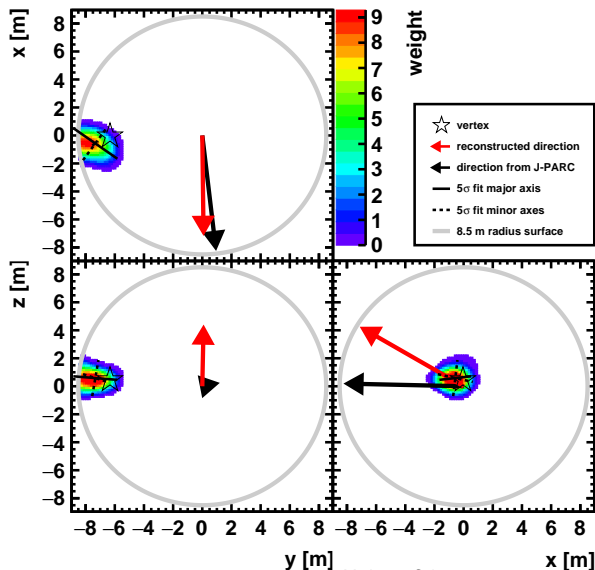 x [m]
8
6
4
2
0
−2
−4
−6
−8
9
8
7
6
5
4
3
2
1
0
weight
vertex
reconstructed direction
direction from J-PARC
5σ fit major axis
5σ fit minor axes
8.5 m radius surface
z [m]
8
6
4
2
0
−2
−4
−6
−8
−8 −6 −4 −2 0 2 4 6 8
−8 −6 −4 −2 0 2 4 6 8
y [m]
x [m]